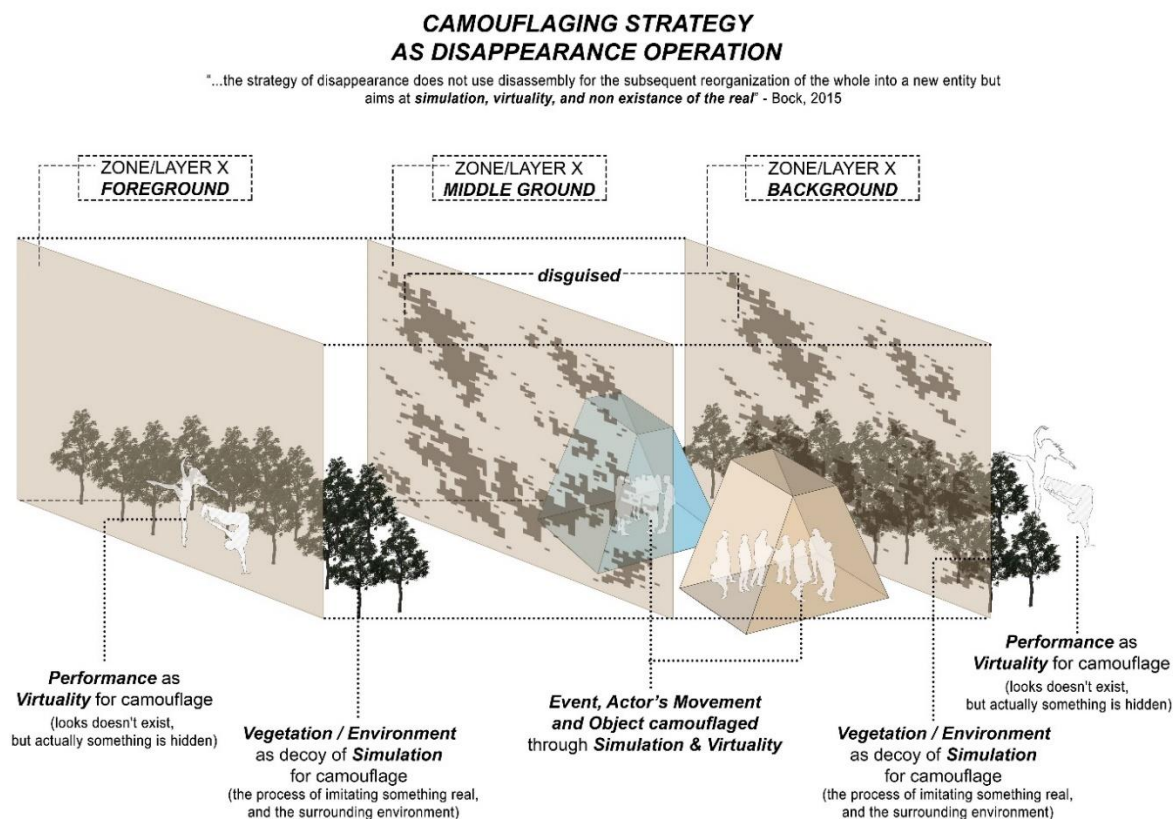 CAMOUFLAGING STRATEGY
AS DISAPPEARANCE OPERATION
"...the strategy of disappearance does not use disassembly for the subsequent reorganization of the whole into a new entity but
aims at simulation, virtuality, and non existance of the real" - Bock, 2015
ZONE/LAYER X
FOREGROUND
ZONE/LAYER X
MIDDLE GROUND
ZONE/LAYER X
BACKGROUND
disguised
Performance as
Virtuality for camouflage
(looks doesn't exist,
but actually something is hidden)
Vegetation / Environment
as decoy of Simulation
for camouflage
(the process of imitating something real,
and the surrounding environment)
Event, Actor's Movement
and Object camouflaged
through Simulation & Virtuality
Vegetation / Environment
as decoy of Simulation
for camouflage
(the process of imitating something real,
and the surrounding environment)
Performance as
Virtuality for camouflage
(looks doesn't exist,
but actually something is hidden)